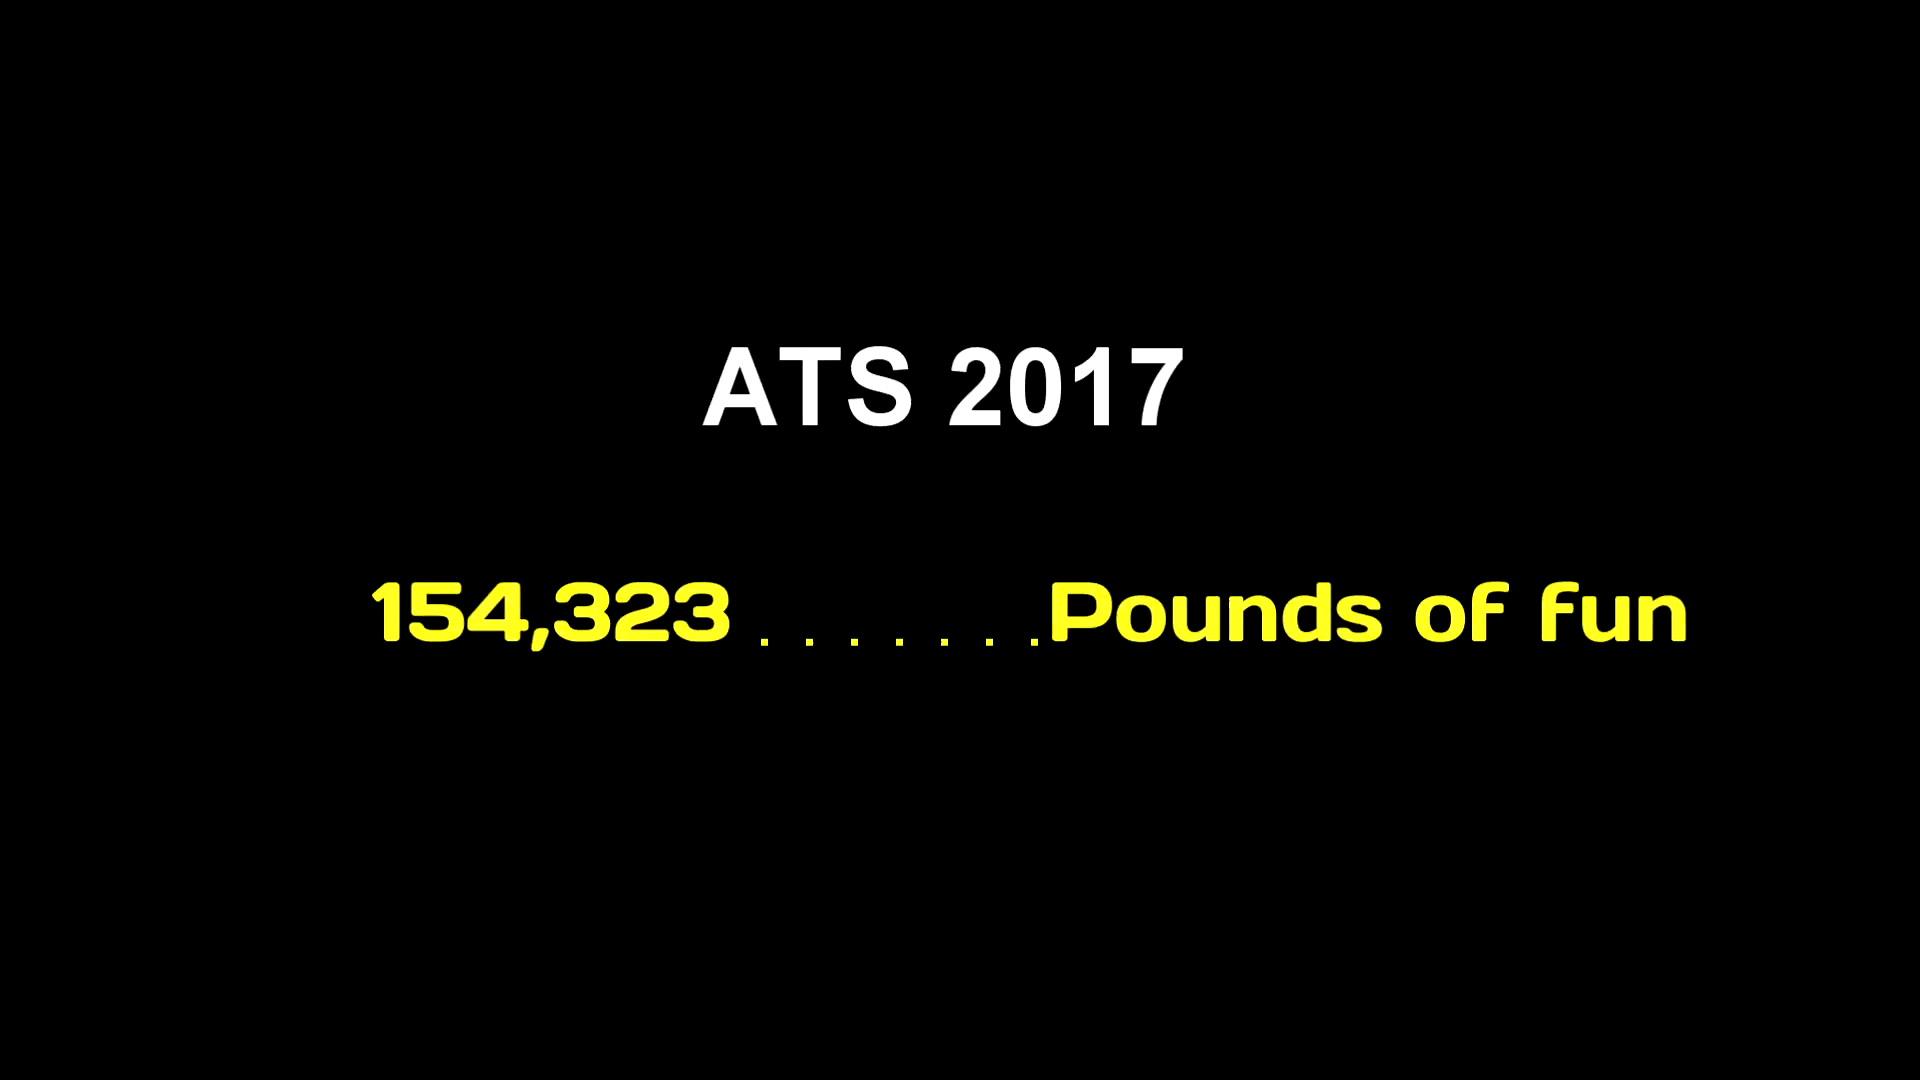 ATS 2017
154,323 . . . . . . .Pounds of fun